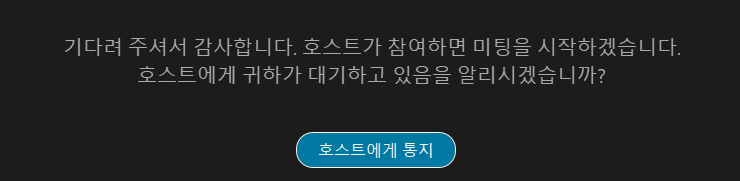 기다려 주셔서 감사합니다. 호스트가 참여하면 미팅을 시작하겠습니다.
호스트에게 귀하가 대기하고 있음을 알리시겠습니까?
호스트에게 통지